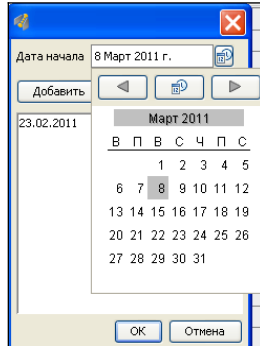 Дата начала 8 Март 2011 г.
Добавить
23.02.2011
Март 2011
В П В С Ч П С
1 2 3 4 5
6 7 8 9 10 11 12
13 14 15 16 17 18 19
20 21 22 23 24 25 26
27 28 29 30 31
ОК Отмена